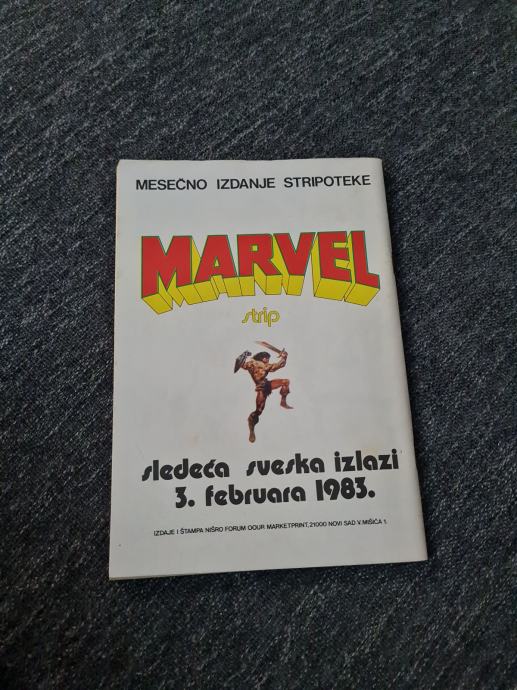 MESEČNO IZDANJE STRIPOTEKE
MARVEL
strip
sledeća sveska izlazi
3. februara 1983.
IZDAJE I ŠTAMPA NIŠRO FORUM OOUR MARKETPRINT, 21000 NOVI SAD V. MIŠIĆA 1.